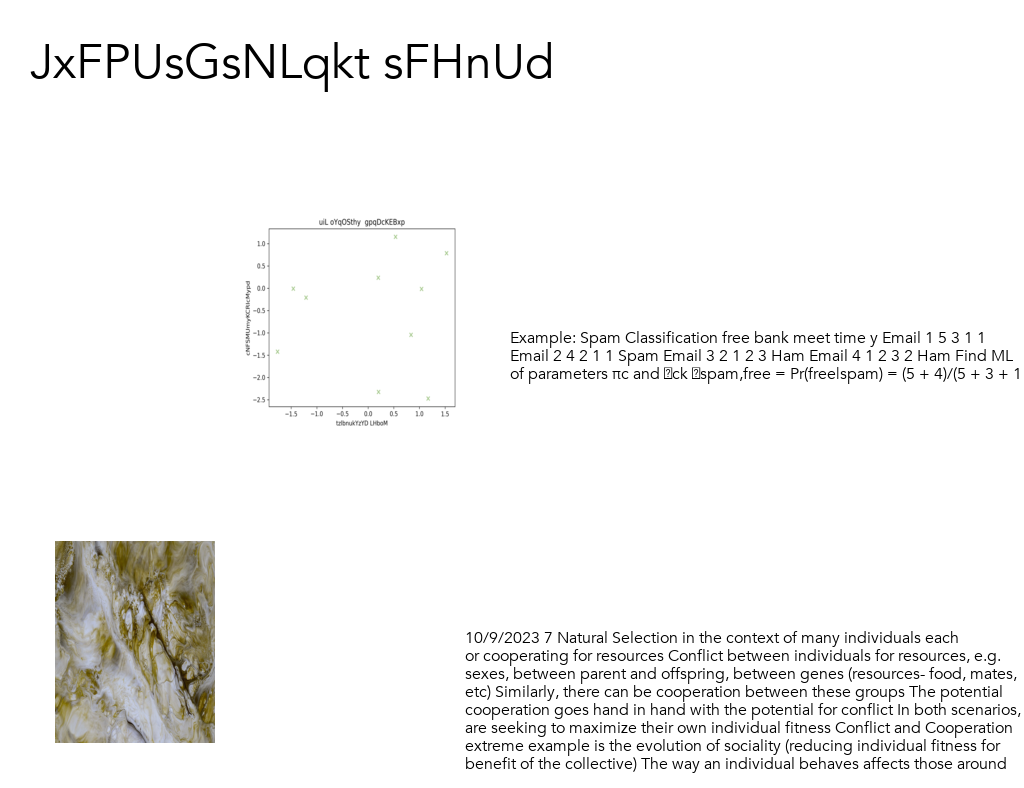 JxFPUsGsNLqkt sFHnUd
uiL oYqOSthy gpqDcKEBxp
1.0
0.5
0.0
−0.5
−1.0
−1.5
−2.0
−2.5
−1.5 −1.0 −0.5 0.0 0.5 1.0 1.5
tzlbnukYzYD LHboM
Example: Spam Classification free bank meet time y Email 1 5 3 1 1
Email 2 4 2 1 1 Spam Email 3 2 1 2 3 Ham Email 4 1 2 3 2 Ham Find ML
of parameters πc and ck spam,free = Pr(free|spam) = (5 + 4)/(5 + 3 + 1
10/9/2023 7 Natural Selection in the context of many individuals each
or cooperating for resources Conflict between individuals for resources, e.g.
sexes, between parent and offspring, between genes (resources- food, mates,
etc) Similarly, there can be cooperation between these groups The potential
cooperation goes hand in hand with the potential for conflict In both scenarios,
are seeking to maximize their own individual fitness Conflict and Cooperation
extreme example is the evolution of sociality (reducing individual fitness for
benefit of the collective) The way an individual behaves affects those around